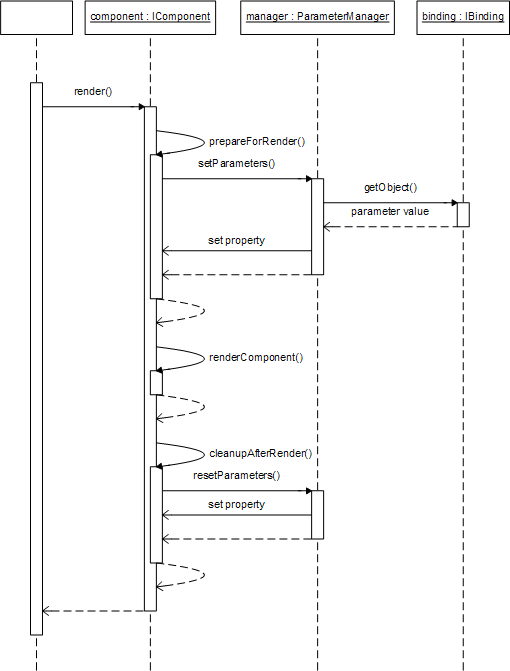 component : IComponent
manager : ParameterManager
binding : IBinding
render()
prepareForRender()
setParameters()
getObject()
parameter value
set property
renderComponent()
cleanupAfterRender()
resetParameters()
set property